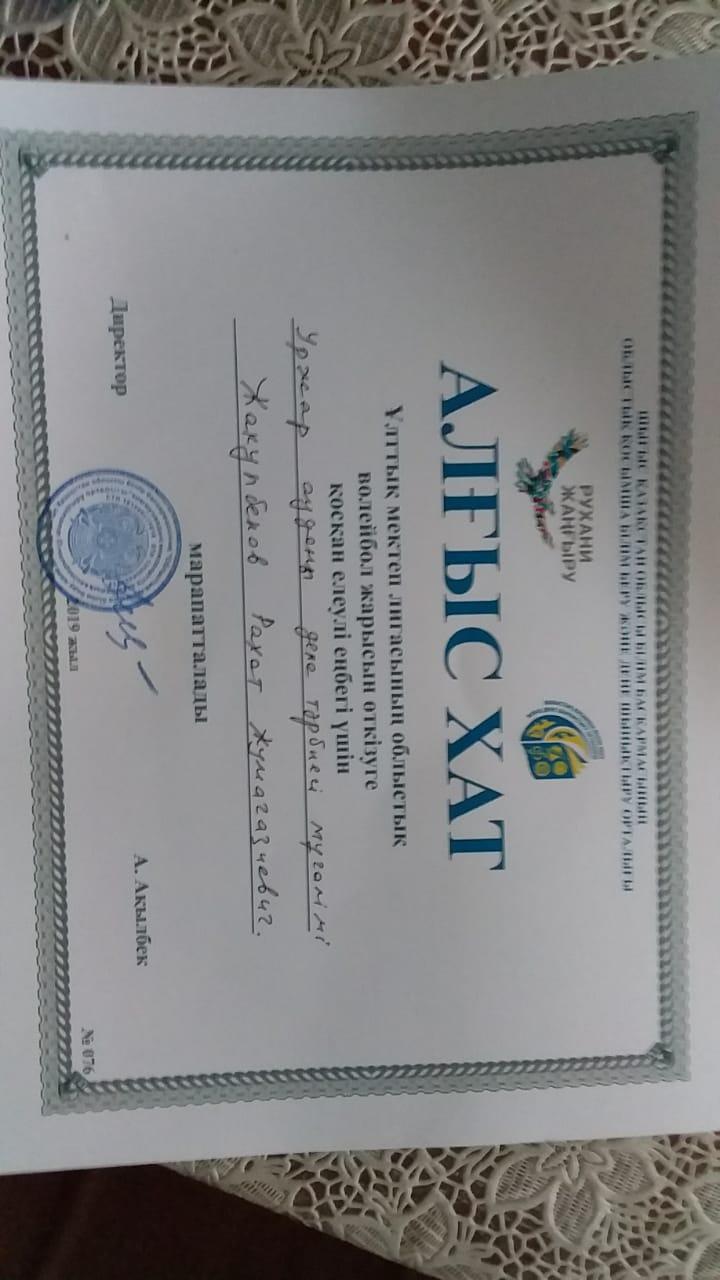 ШЫҒЫС ҚАЗАҚСТАН ОБЛЫСЫ БІЛІМ БАСҚАРМАСЫНЫҢ
ОБЛЫСТЫҚ ҚОСЫМША БІЛІМ БЕРУ ЖӘНЕ ДЕНЕ ШЫНЫҚТЫРУ ОРТАЛЫҒЫ
РУХАНИ
ЖАҢҒЫРУ
АЛҒЫС ХАТ
Ұлттық мектеп лигасының облыстық
волейбол жарысын өткізуге
қосқан елеулі еңбегі үшін
Уржар ауданы дене тәрбиесі мұғалімі
Жакупбеков Рахат Жумагазиевич.
марапатталады
Директор
А. Ақылбек
2019 жыл
№ 076